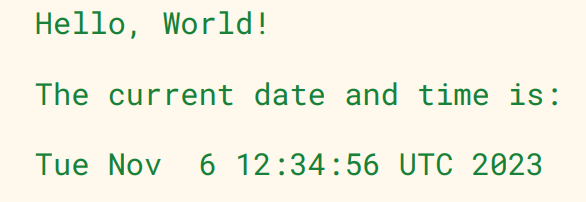 Hello, World!
The current date and time is:
Tue Nov  6 12:34:56 UTC 2023